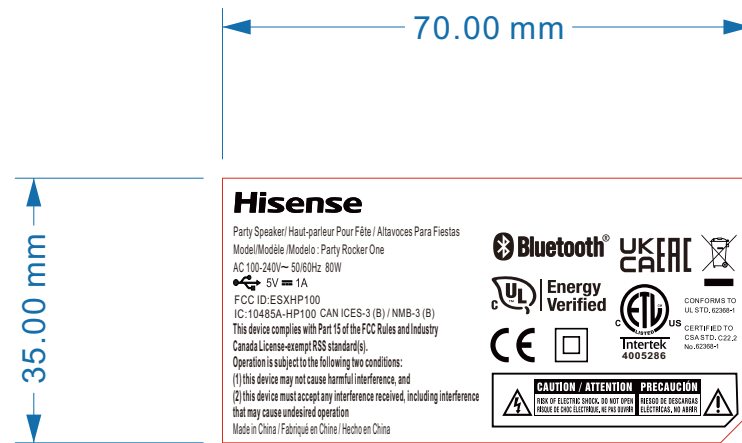 70.00 mm
35.00 mm
Hisense
Party Speaker/ Haut-parleur Pour Fête / Altavoces Para Fiestas
Model/Modèle /Modelo : Party Rocker One
AC 100-240V~ 50/60Hz 80W
5V 1A
FCC ID:ESXHP100
IC:10485A-HP100 CAN ICES-3 (B) / NMB-3 (B)
This device complies with Part 15 of the FCC Rules and Industry
Canada License-exempt RSS standard(s).
Operation is subject to the following two conditions:
(1) this device may not cause harmful interference, and
(2) this device must accept any interference received, including interference
that may cause undesired operation
Made in China / Fabriqué en Chine / Hecho en China
Bluetooth®
UK CA EAC
C UL Energy Verified
CE
C ETL US
LISTED
Intertek
4005286
CONFORMS TO
UL STD. 62368-1
CERTIFIED TO
CSA STD. C22.2
No. 62368-1
CAUTION / ATTENTION PRECAUCIÓN
RISK OF ELECTRIC SHOCK. DO NOT OPEN
RISQUE DE CHOC ÉLECTRIQUE, NE PAS OUVRIR
RIESGO DE DESCARGAS
ELÉCTRICAS, NO ABRIR